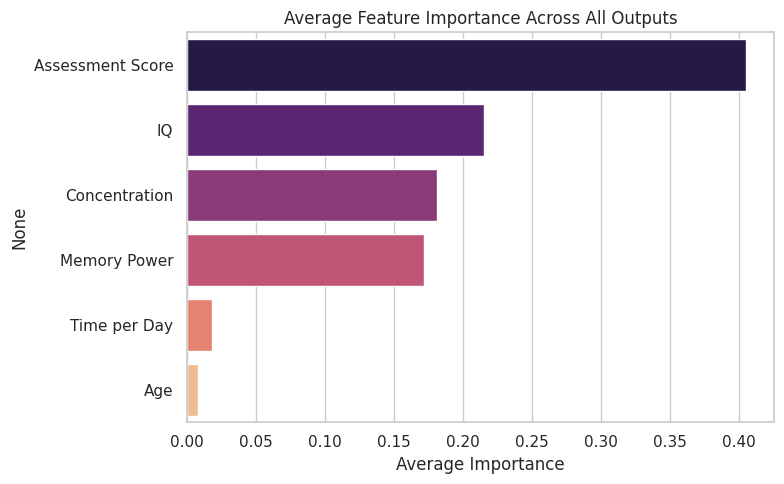 Average Feature Importance Across All Outputs
Assessment Score
IQ
Concentration
Memory Power
Time per Day
Age
None
0.00 0.05 0.10 0.15 0.20 0.25 0.30 0.35 0.40
Average Importance